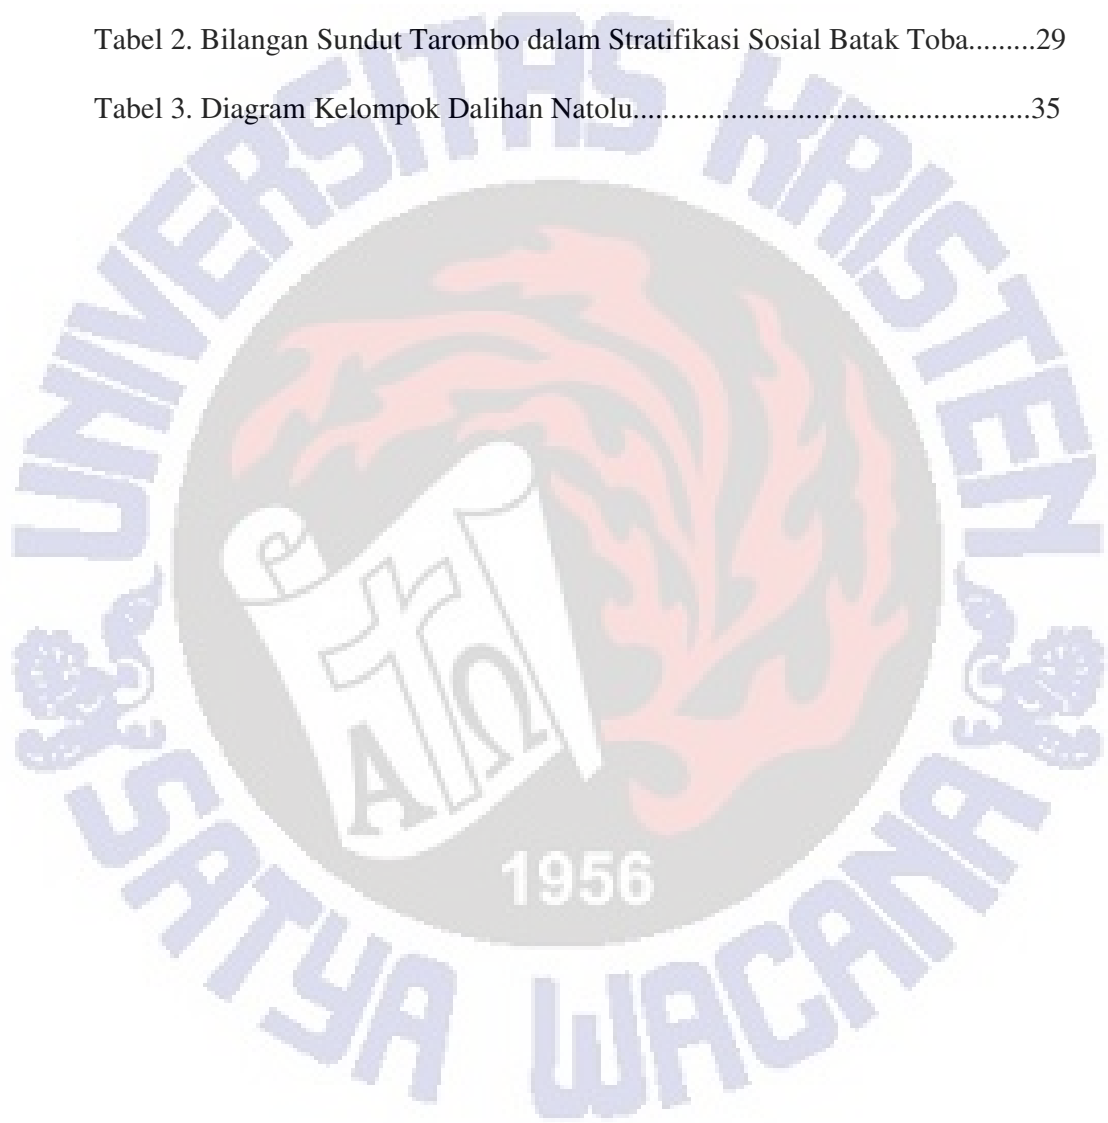 Tabel 2. Bilangan Sundut Tarombo dalam Stratifikasi Sosial Batak Toba.........29
Tabel 3. Diagram Kelompok Dalihan Natolu....................................................35
UNIVERSITAS KRISTEN
SATYA WACANA
Α Ω
1956